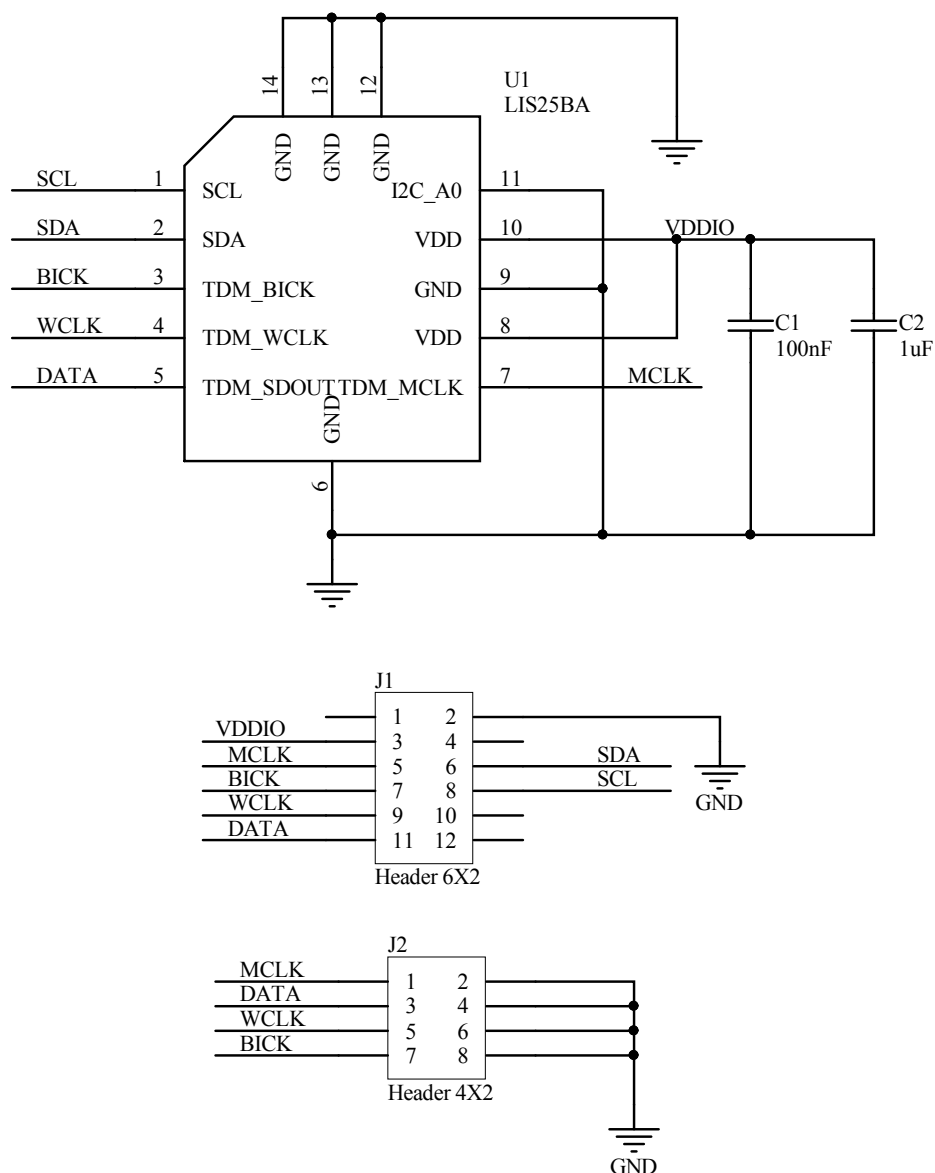 14
13
12
U1
LIS25BA
GND
GND
GND
SCL
1
SCL
I2C_A0
11
SDA
2
SDA
VDD
10
VDDIO
BICK
3
TDM_BICK
GND
9
WCLK
4
TDM_WCLK
VDD
8
C1
100nF
C2
1uF
DATA
5
TDM_SDOUT
TDM_MCLK
7
MCLK
GND
6
J1
1
2
VDDIO
3
4
MCLK
5
6
SDA
BICK
7
8
SCL
WCLK
9
10
DATA
11
12
GND
Header 6X2
J2
MCLK
1
2
DATA
3
4
WCLK
5
6
BICK
7
8
Header 4X2
GND